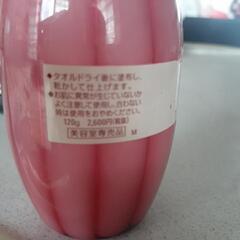 ●タオルドライ後に塗布し、
乾かして仕上げます。
●お肌に異常が生じていないか
よく注意して使用し、合わない
時は使用をおやめください。
120g 2,600円(税抜)
美容室専売品 M